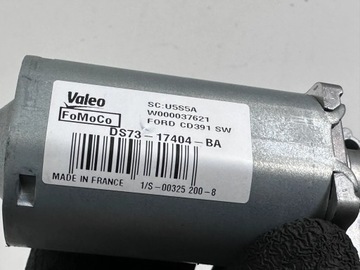 Valeo
SC:U5S5A
W000037621
FoMoCo
FORD CD391 SW
DS73-17404-BA
MADE IN FRANCE
1/S-00325 200-8